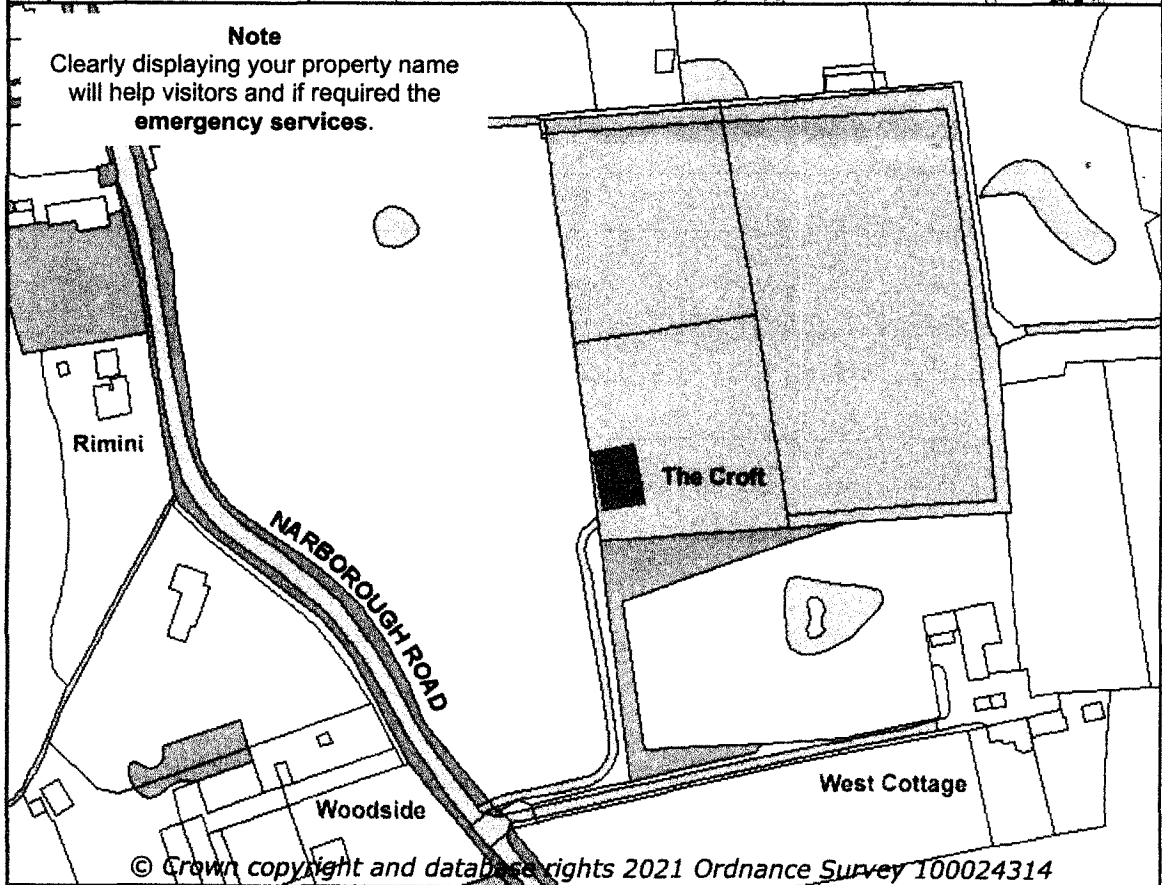 Note
Clearly displaying your property name
will help visitors and if required the
emergency services.
Rimini
The Croft
NARBOROUGH ROAD
West Cottage
Woodside
© Crown copyright and database rights 2021 Ordnance Survey 100024314